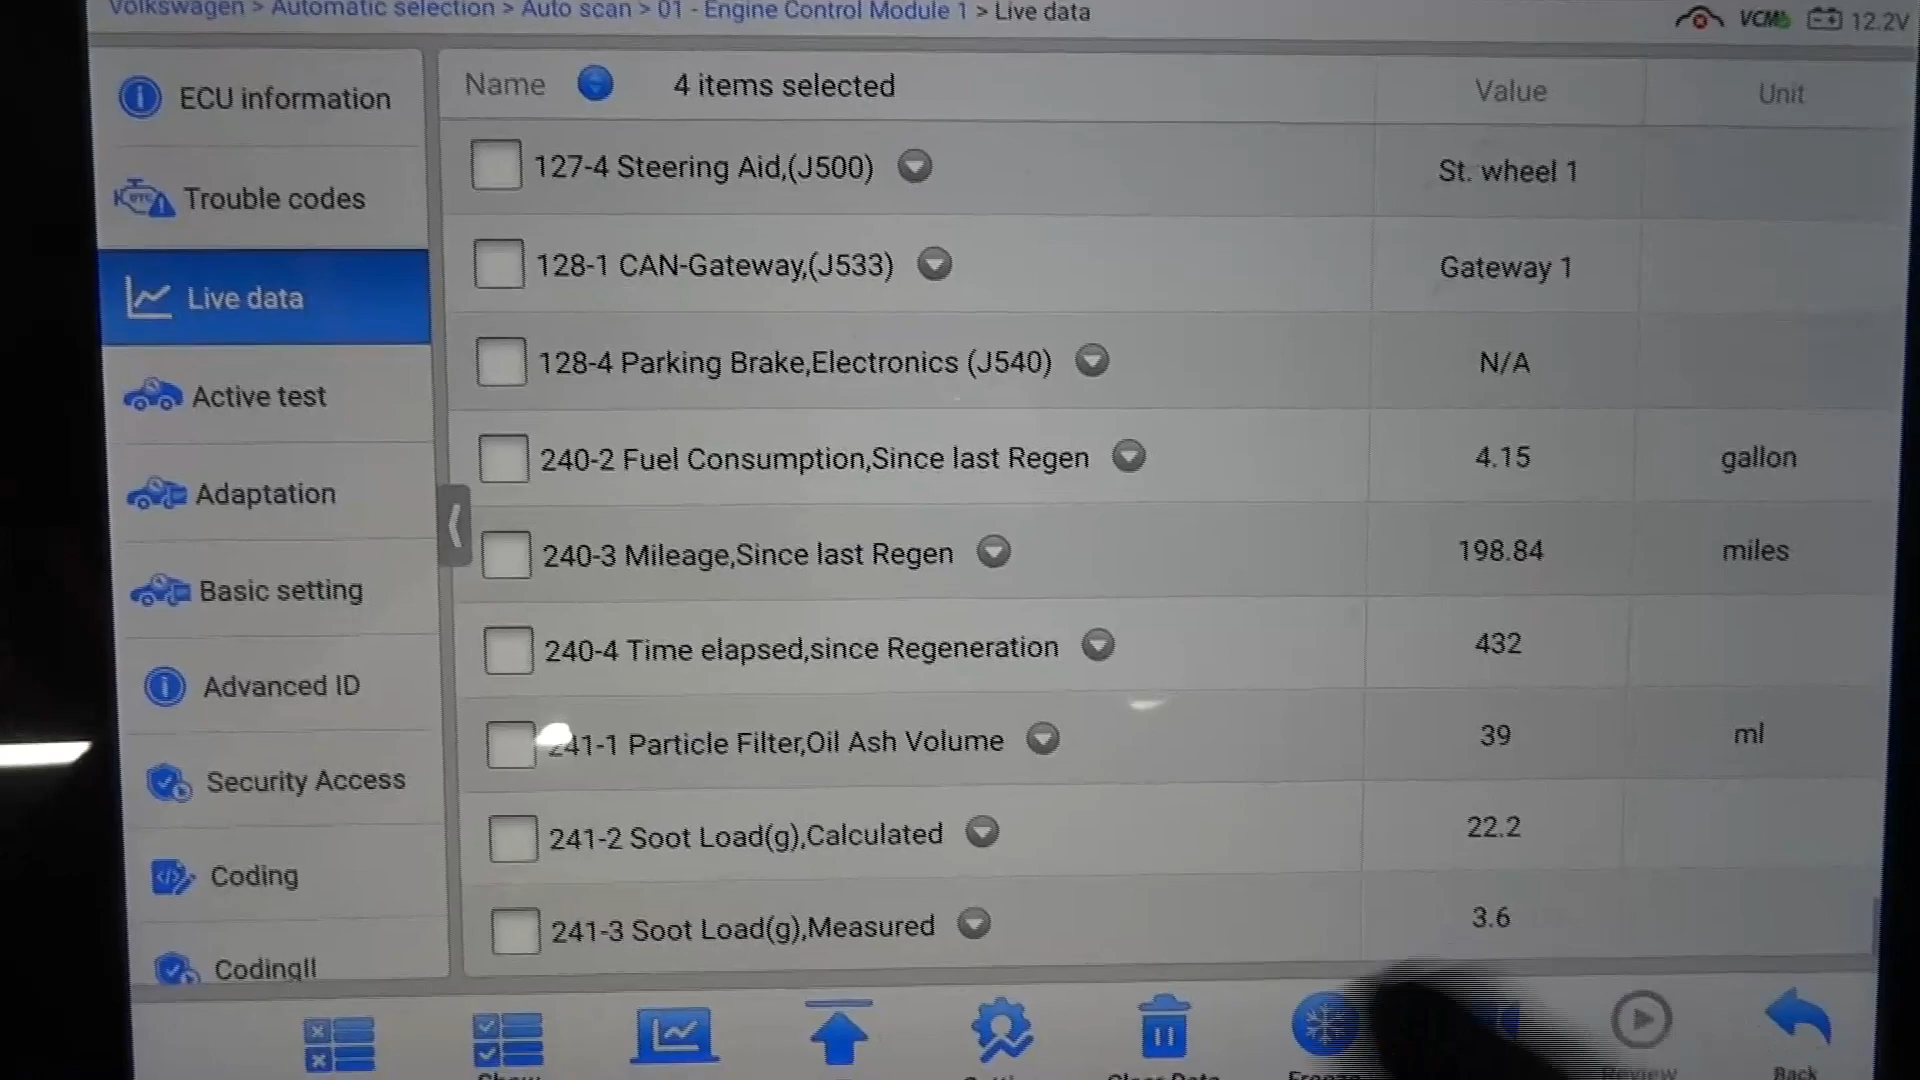 Volkswagen > Automatic selection > Auto scan > 01 - Engine Control Module 1 > Live data
VCMI 12.2V
ECU information
Trouble codes
Live data
Active test
Adaptation
Basic setting
Advanced ID
Security Access
Coding
CodingII
Name 4 items selected Value Unit
127-4 Steering Aid,(J500) St. wheel 1
128-1 CAN-Gateway,(J533) Gateway 1
128-4 Parking Brake,Electronics (J540) N/A
240-2 Fuel Consumption,Since last Regen 4.15 gallon
240-3 Mileage,Since last Regen 198.84 miles
240-4 Time elapsed,since Regeneration 432
241-1 Particle Filter,Oil Ash Volume 39 ml
241-2 Soot Load(g),Calculated 22.2
241-3 Soot Load(g),Measured 3.6
Clear Data Review Back